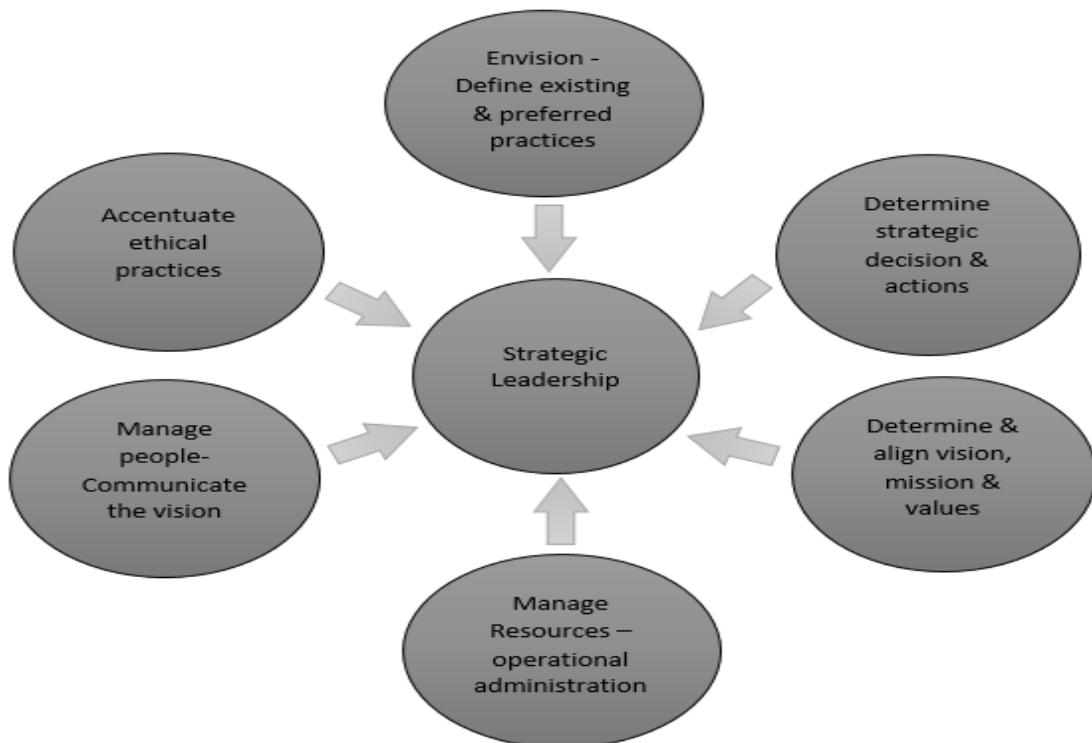 Envision -
Define existing
& preferred
practices
Accentuate
ethical
practices
Determine
strategic
decision &
actions
Strategic
Leadership
Manage
people-
Communicate
the vision
Determine &
align vision,
mission &
values
Manage
Resources –
operational
administration